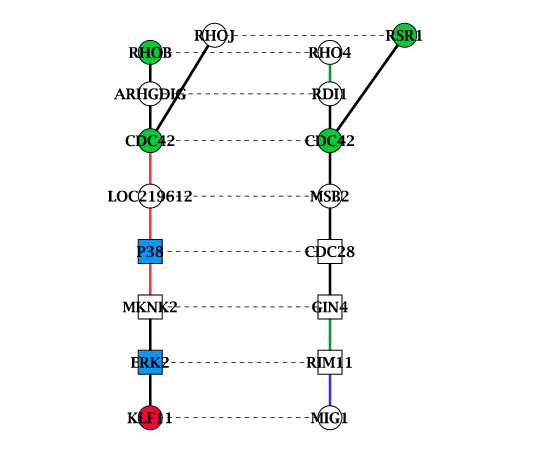 RHOJ RSR1
RHOB RHO4
ARHGDIG RDI1
CDC42 CDC42
LOC219612 MSB2
P38 CDC28
MKNK2 GIN4
ERK2 RIM11
KLF11 MIG1